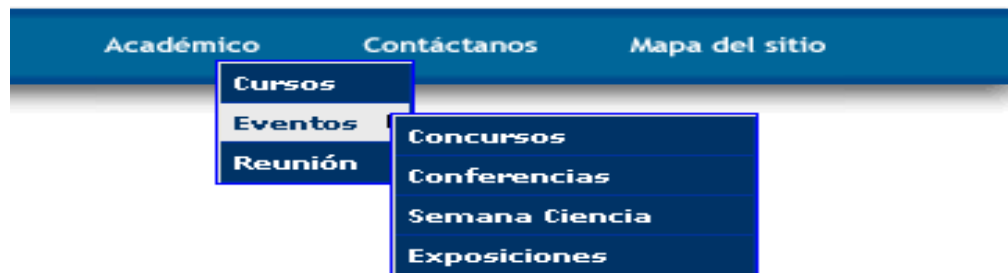 Académico Contáctanos Mapa del sitio
Cursos
Eventos
Reunión
Concursos
Conferencias
Semana Ciencia
Exposiciones